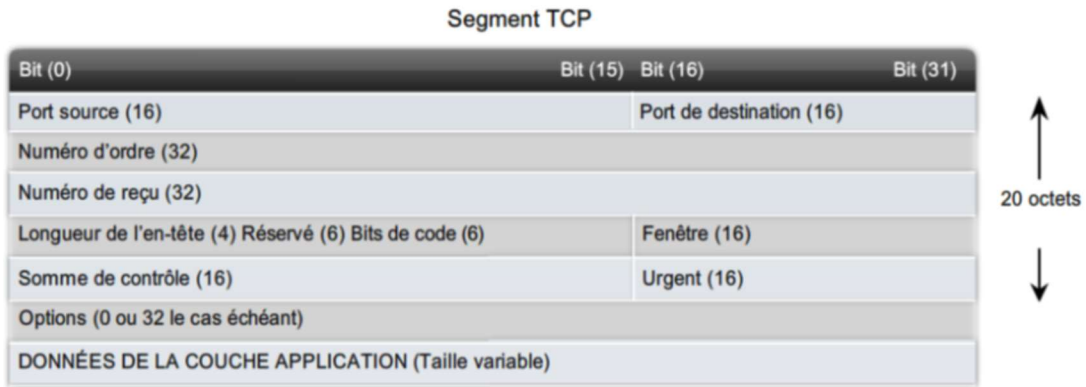 Segment TCP
Bit (0) Bit (15) Bit (16) Bit (31)
Port source (16) Port de destination (16)
Numéro d'ordre (32)
Numéro de reçu (32)
20 octets
Longueur de l'en-tête (4) Réservé (6) Bits de code (6) Fenêtre (16)
Somme de contrôle (16) Urgent (16)
Options (0 ou 32 le cas échéant)
DONNÉES DE LA COUCHE APPLICATION (Taille variable)